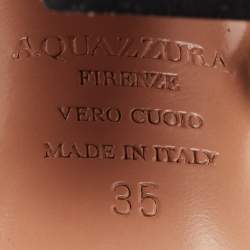 AQUAZZURA
FIRENZE
VERO CUOIO
MADE IN ITALY
35